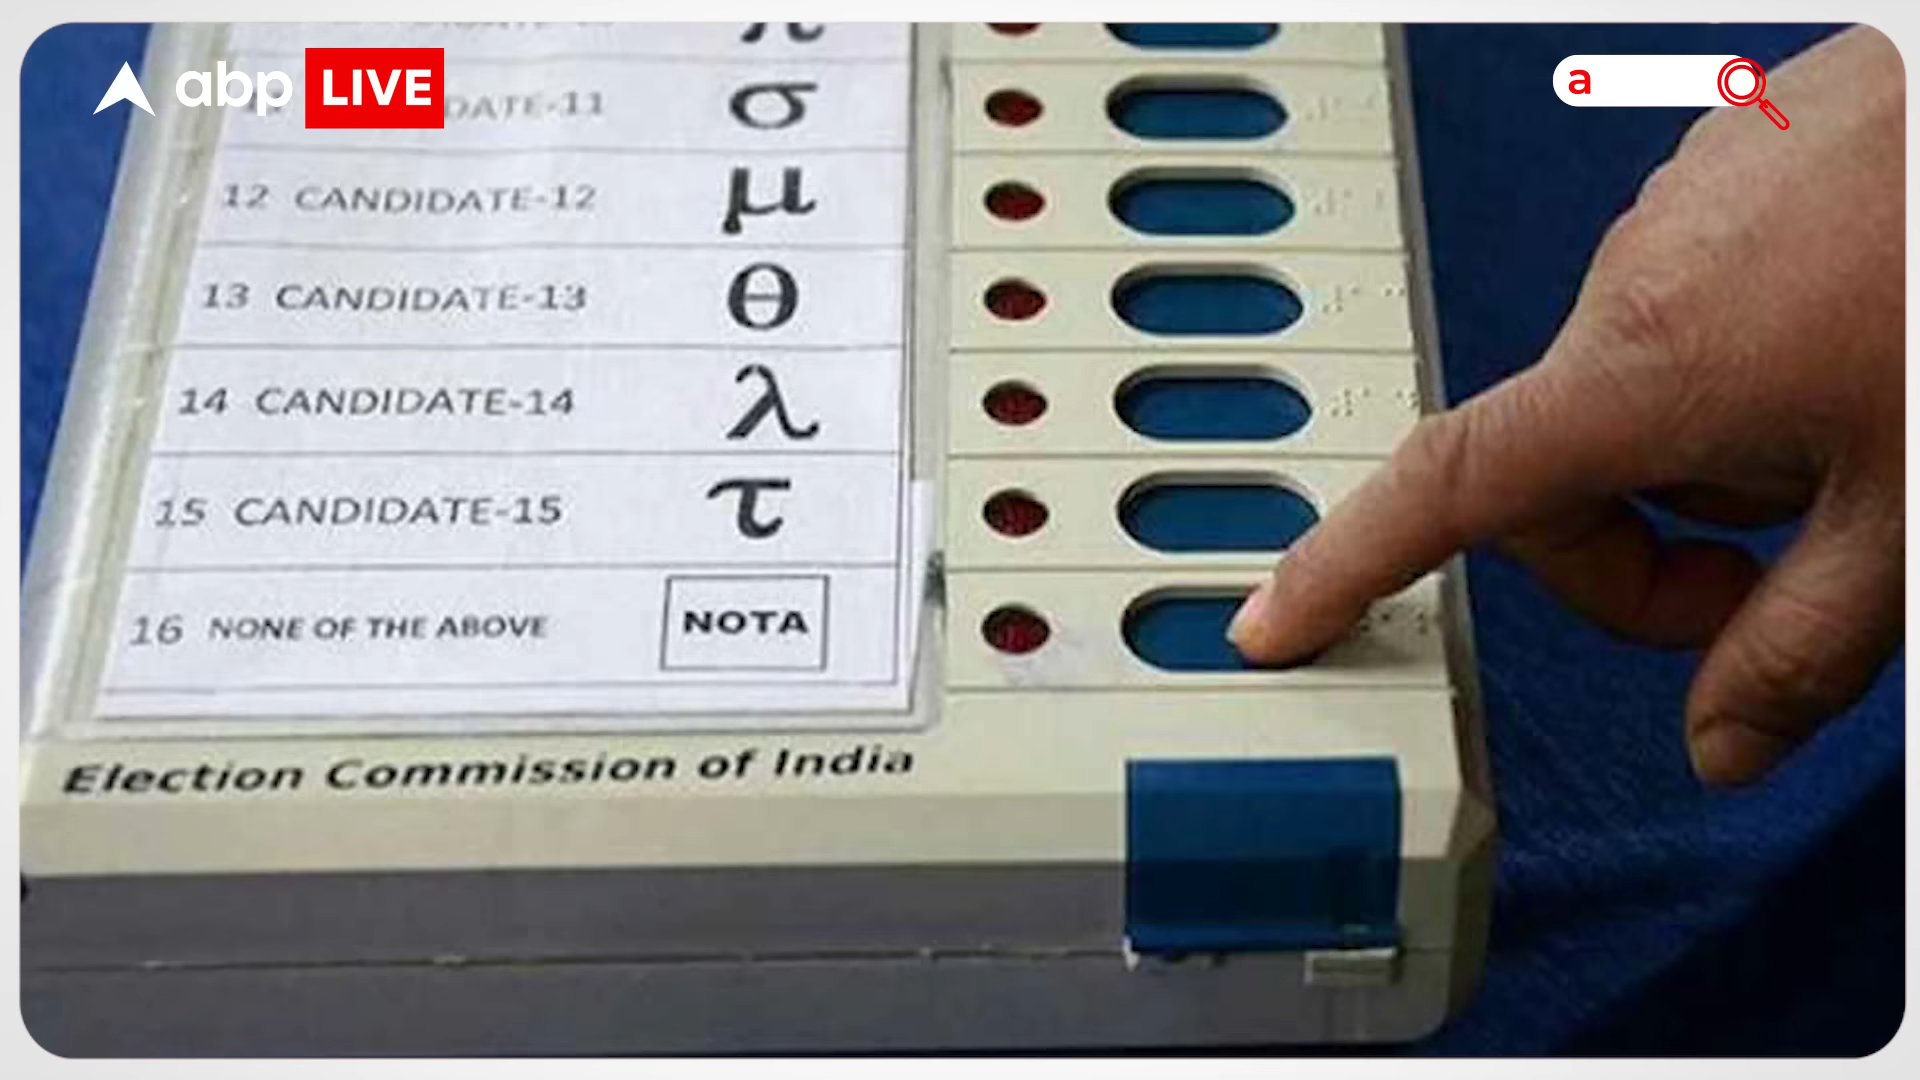 abp LIVE
a
DATE-11 σ
12 CANDIDATE-12 μ
13 CANDIDATE-13 θ
14 CANDIDATE-14 λ
15 CANDIDATE-15 τ
16 NONE OF THE ABOVE NOTA
Election Commission of India